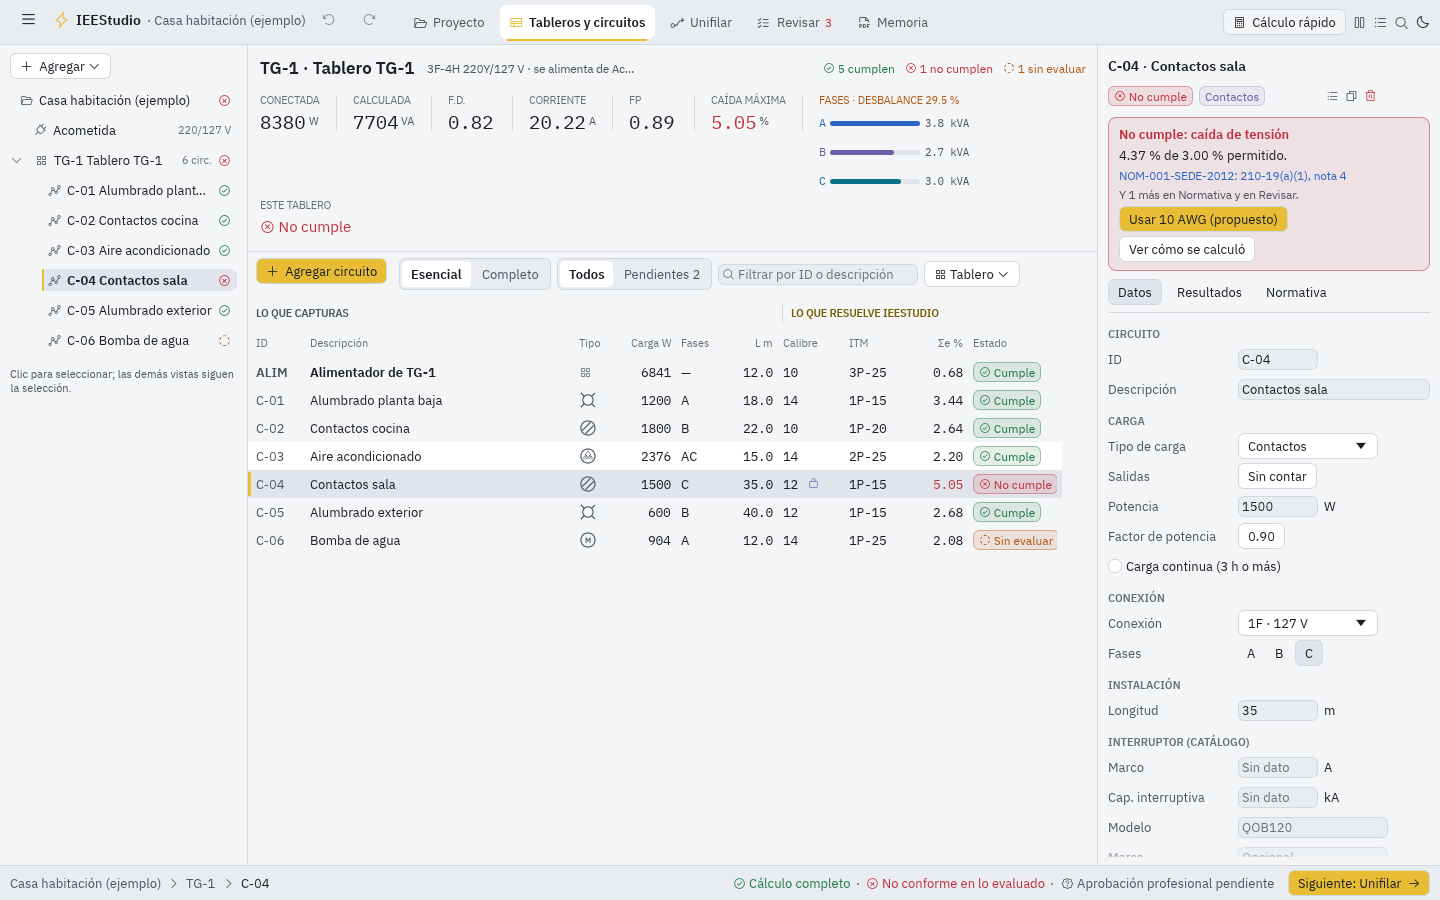 IEEStudio · Casa habitación (ejemplo)
Proyecto
Tableros y circuitos
Unifilar
Revisar 3
Memoria
Cálculo rápido
Agregar
Casa habitación (ejemplo)
Acometida 220/127 V
TG-1 Tablero TG-1 6 circ.
C-01 Alumbrado plant...
C-02 Contactos cocina
C-03 Aire acondicionado
C-04 Contactos sala
C-05 Alumbrado exterior
C-06 Bomba de agua
Clic para seleccionar; las demás vistas siguen
la selección.
TG-1 · Tablero TG-1 3F-4H 220Y/127 V · se alimenta de Ac...
5 cumplen 1 no cumplen 1 sin evaluar
CONECTADA CALCULADA F.D. CORRIENTE FP CAÍDA MÁXIMA FASES · DESBALANCE 29.5 %
8380 W 7704 VA 0.82 20.22 A 0.89 5.05 %
A 3.8 kVA
B 2.7 kVA
C 3.0 kVA
ESTE TABLERO
No cumple
Agregar circuito Esencial Completo Todos Pendientes 2 Filtrar por ID o descripción Tablero
LO QUE CAPTURAS LO QUE RESUELVE IEESTUDIO
ID Descripción Tipo Carga W Fases L m Calibre ITM Σe % Estado
ALIM Alimentador de TG-1 6841 — 12.0 10 3P-25 0.68 Cumple
C-01 Alumbrado planta baja 1200 A 18.0 14 1P-15 3.44 Cumple
C-02 Contactos cocina 1800 B 22.0 10 1P-20 2.64 Cumple
C-03 Aire acondicionado 2376 AC 15.0 14 2P-25 2.20 Cumple
C-04 Contactos sala 1500 C 35.0 12 1P-15 5.05 No cumple
C-05 Alumbrado exterior 600 B 40.0 12 1P-15 2.68 Cumple
C-06 Bomba de agua M 904 A 12.0 14 1P-25 2.08 Sin evaluar
C-04 · Contactos sala
No cumple Contactos
No cumple: caída de tensión
4.37 % de 3.00 % permitido.
NOM-001-SEDE-2012: 210-19(a)(1), nota 4
Y 1 más en Normativa y en Revisar.
Usar 10 AWG (propuesto)
Ver cómo se calculó
Datos Resultados Normativa
CIRCUITO
ID C-04
Descripción Contactos sala
CARGA
Tipo de carga Contactos
Salidas Sin contar
Potencia 1500 W
Factor de potencia 0.90
Carga continua (3 h o más)
CONEXIÓN
Conexión 1F · 127 V
Fases A B C
INSTALACIÓN
Longitud 35 m
INTERRUPTOR (CATÁLOGO)
Marco Sin dato A
Cap. interruptiva Sin dato kA
Modelo QOB120
Marca Opcional
Casa habitación (ejemplo) TG-1 C-04
Cálculo completo · No conforme en lo evaluado · Aprobación profesional pendiente
Siguiente: Unifilar